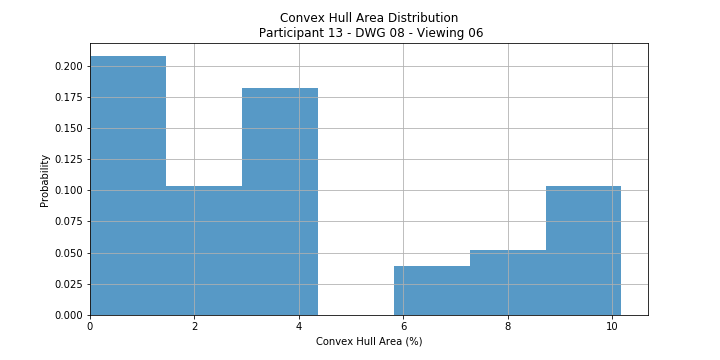 Convex Hull Area Distribution
Participant 13 - DWG 08 - Viewing 06
0.200
0.175
0.150
0.125
0.100
0.075
0.050
0.025
0.000
Probability
0 2 4 6 8 10
Convex Hull Area (%)